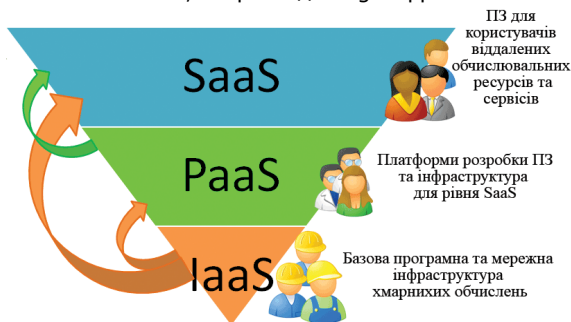 SaaS
ПЗ для
користувачів
віддалених
обчислювальних
ресурсів та
сервісів
PaaS
Платформи розробки ПЗ
та інфраструктура
для рівня SaaS
IaaS
Базова програмна та мережна
інфраструктура
хмарнихих обчислень